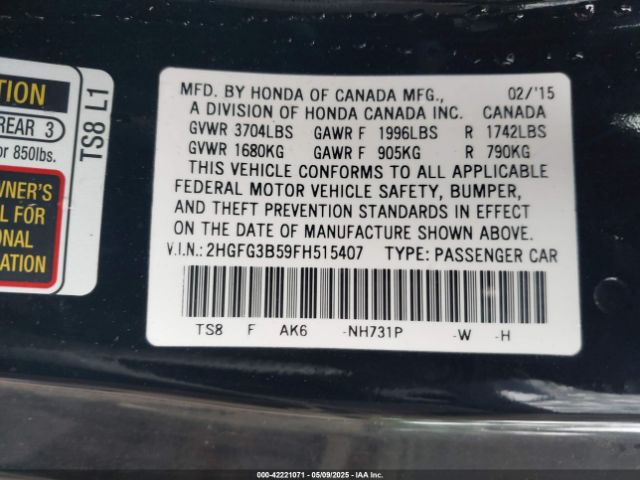 TION
REAR 3
or 850lbs.
WNER'S
L FOR
ONAL
ATION
TS8 L1
MFD. BY HONDA OF CANADA MFG., 02/'15
A DIVISION OF HONDA CANADA INC. CANADA
GVWR 3704LBS GAWR F 1996LBS R 1742LBS
GVWR 1680KG GAWR F 905KG R 790KG
THIS VEHICLE CONFORMS TO ALL APPLICABLE
FEDERAL MOTOR VEHICLE SAFETY, BUMPER,
AND THEFT PREVENTION STANDARDS IN EFFECT
ON THE DATE OF MANUFACTURE SHOWN ABOVE.
V.I.N.: 2HGFG3B59FH515407 TYPE: PASSENGER CAR
TS8 F AK6 -NH731P -W -H
000-42221071 - 05/09/2025 - IAA Inc.